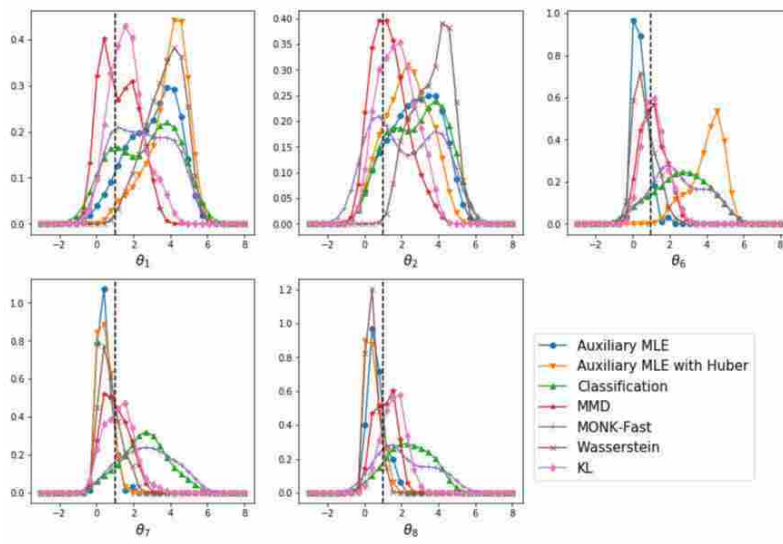 0.4
0.3
0.2
0.1
0.0
−2 0 2 4 6 8
θ1
0.40
0.35
0.30
0.25
0.20
0.15
0.10
0.05
0.00
−2 0 2 4 6 8
θ2
1.0
0.8
0.6
0.4
0.2
0.0
−2 0 2 4 6 8
θ6
1.0
0.8
0.6
0.4
0.2
0.0
−2 0 2 4 6 8
θ7
1.2
1.0
0.8
0.6
0.4
0.2
0.0
−2 0 2 4 6 8
θ8
Auxiliary MLE
Auxiliary MLE with Huber
Classification
MMD
MONK-Fast
Wasserstein
KL